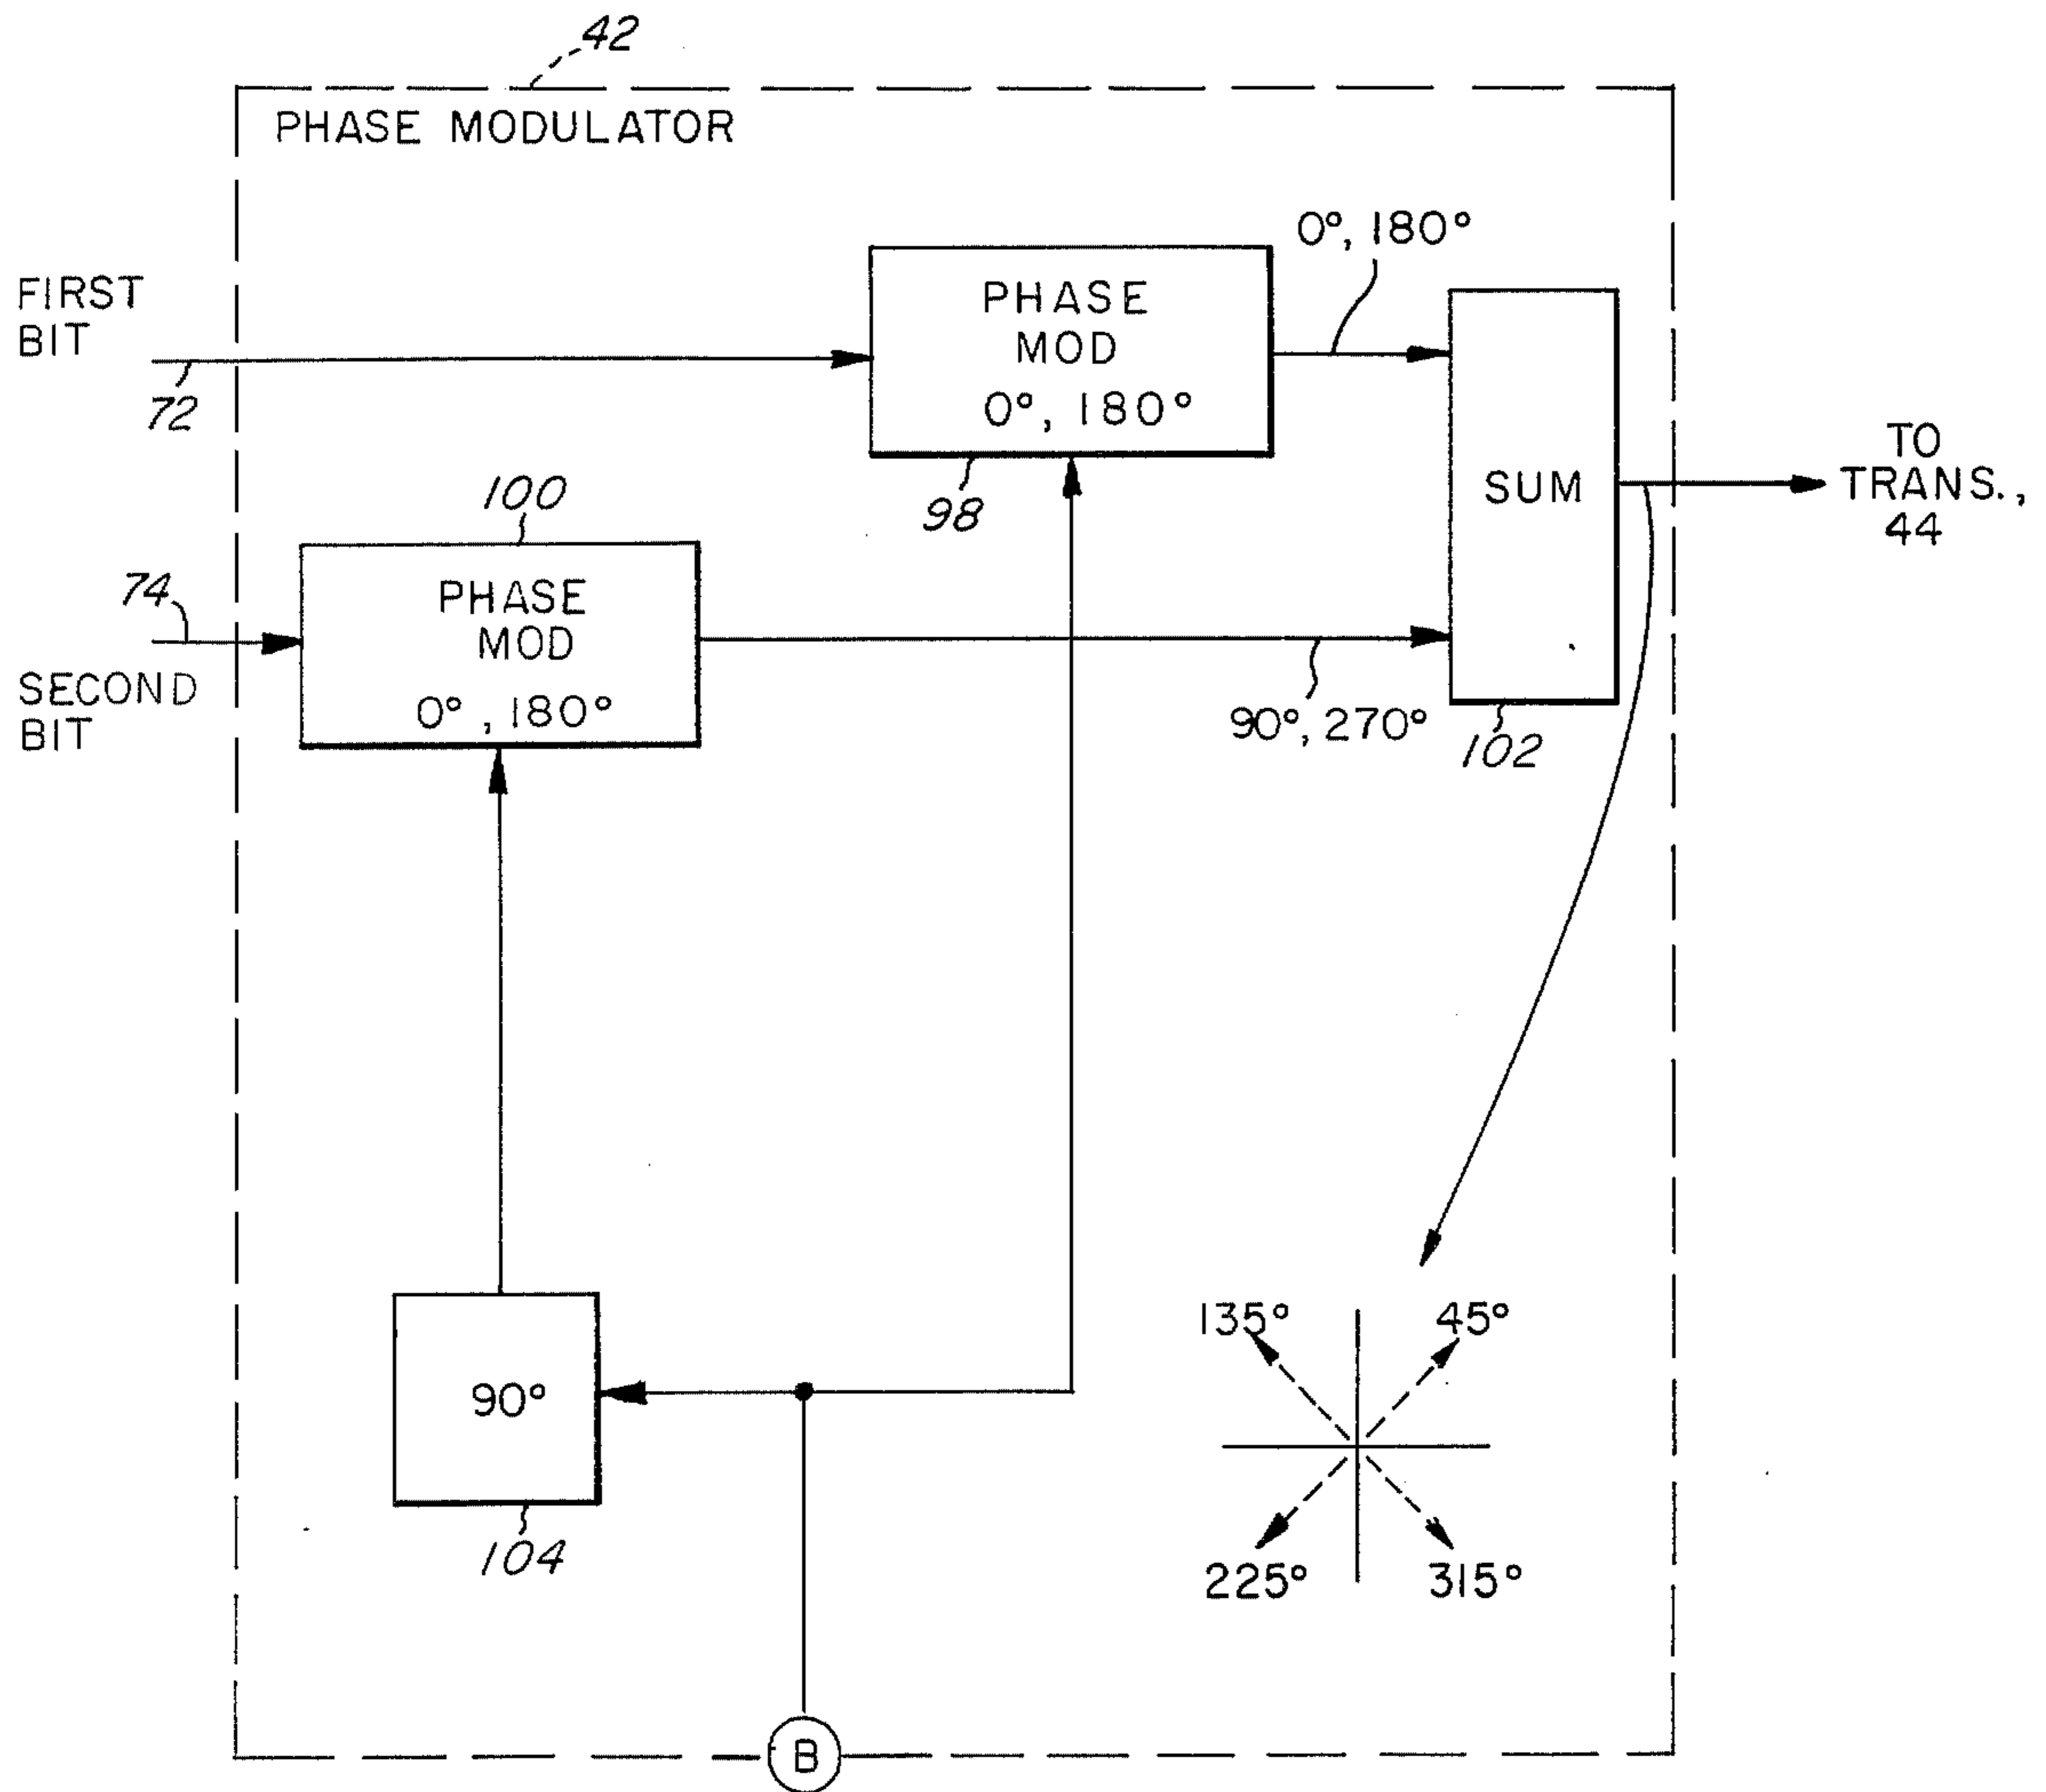 42
PHASE MODULATOR
0°, 180°
FIRST
BIT
PHASE
MOD
0°, 180°
72
TO
TRANS.,
44
SUM
100
98
74
PHASE
MOD
0°, 180°
SECOND
BIT
90°, 270°
102
135°
45°
90°
104
225°
315°
B